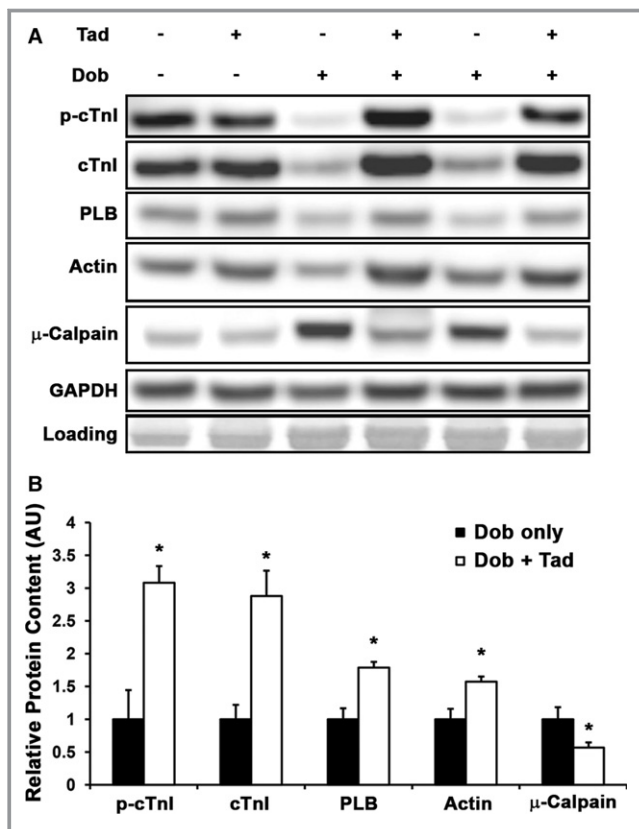 A
Tad - + - + - +
Dob - - + + + +
p-cTnI
cTnI
PLB
Actin
μ-Calpain
GAPDH
Loading
B
Relative Protein Content (AU)
4
3.5
3
2.5
2
1.5
1
0.5
0
Dob only
Dob + Tad
* * * * *
p-cTnI cTnI PLB Actin μ-Calpain